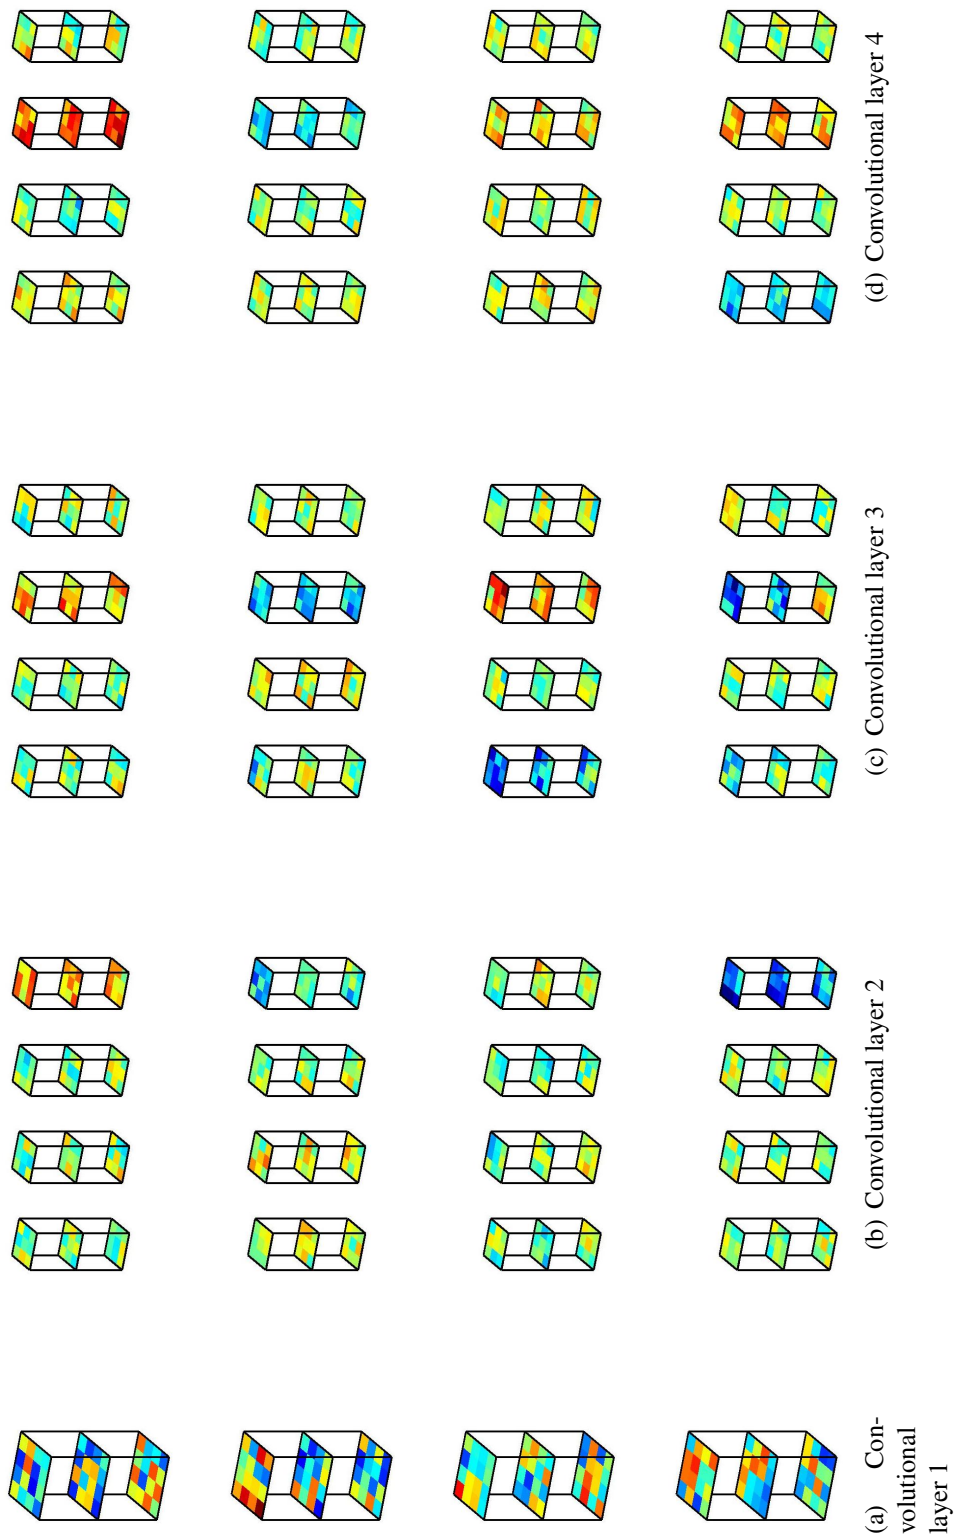 (a) Con-
volutional
layer 1
(b) Convolutional layer 2
(c) Convolutional layer 3
(d) Convolutional layer 4